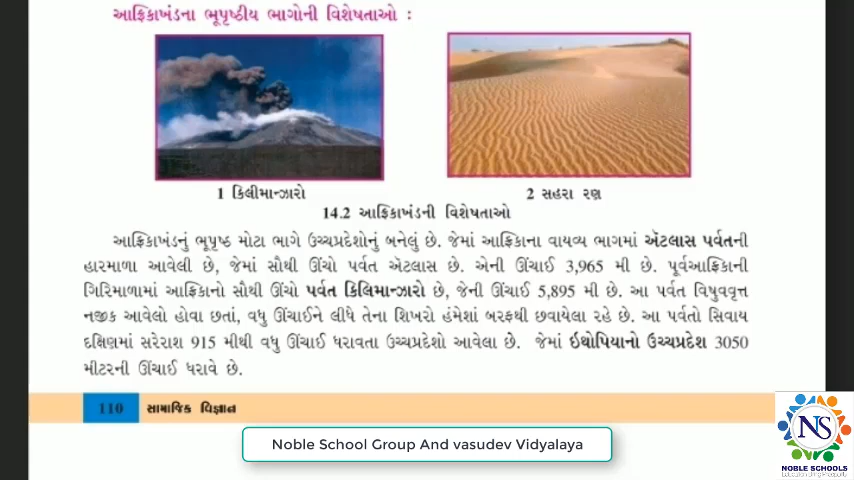 આફ્રિકાખંડના ભૂપૃષ્ઠીય ભાગોની વિશેષતાઓ :
1 કિલીમાન્ઝારો
2 સહરા રણ
14.2 આફ્રિકાખંડની વિશેષતાઓ
આફ્રિકાખંડનું ભૂપૃષ્ઠ મોટા ભાગે ઉચ્ચપ્રદેશોનું બનેલું છે. જેમાં આફ્રિકાના વાયવ્ય ભાગમાં ઍટલાસ પર્વતની
હારમાળા આવેલી છે, જેમાં સૌથી ઊંચો પર્વત ઍટલાસ છે. એની ઊંચાઈ 3,965 મી છે. પૂર્વઆફ્રિકાની
ગિરિમાળામાં આફ્રિકાનો સૌથી ઊંચો પર્વત કિલિમાન્ઝારો છે, જેની ઊંચાઈ 5,895 મી છે. આ પર્વત વિષુવવૃત્ત
નજીક આવેલો હોવા છતાં, વધુ ઊંચાઈને લીધે તેના શિખરો હંમેશાં બરફથી છવાયેલા રહે છે. આ પર્વતો સિવાય
દક્ષિણમાં સરેરાશ 915 મીથી વધુ ઊંચાઈ ધરાવતા ઉચ્ચપ્રદેશો આવેલા છે. જેમાં ઇથોપિયાનો ઉચ્ચપ્રદેશ 3050
મીટરની ઊંચાઈ ધરાવે છે.
110 સામાજિક વિજ્ઞાન
Noble School Group And vasudev Vidyalaya
NS
NOBLE SCHOOLS